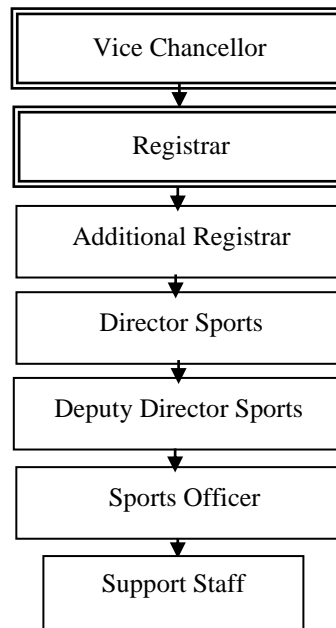 Vice Chancellor
Registrar
Additional Registrar
Director Sports
Deputy Director Sports
Sports Officer
Support Staff